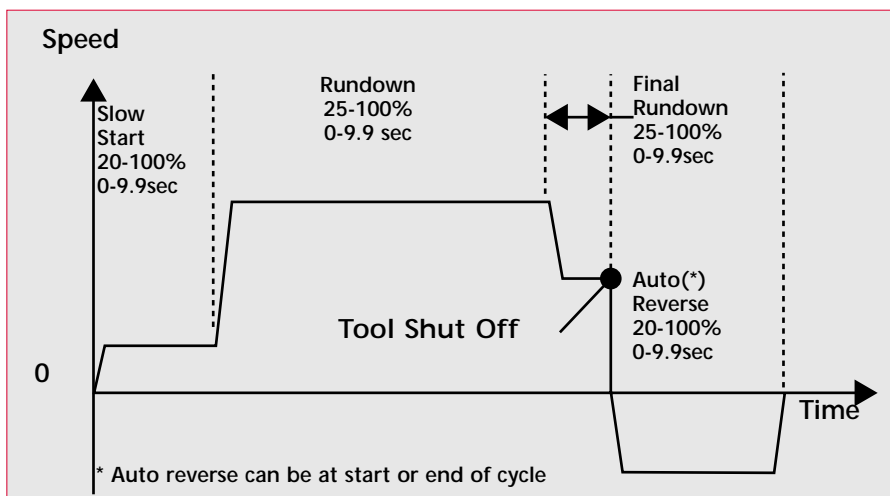 Speed
Slow
Start
20-100%
0-9.9sec
Rundown
25-100%
0-9.9 sec
Final
Rundown
25-100%
0-9.9sec
Auto(*)
Reverse
20-100%
0-9.9sec
Tool Shut Off
0
Time
* Auto reverse can be at start or end of cycle